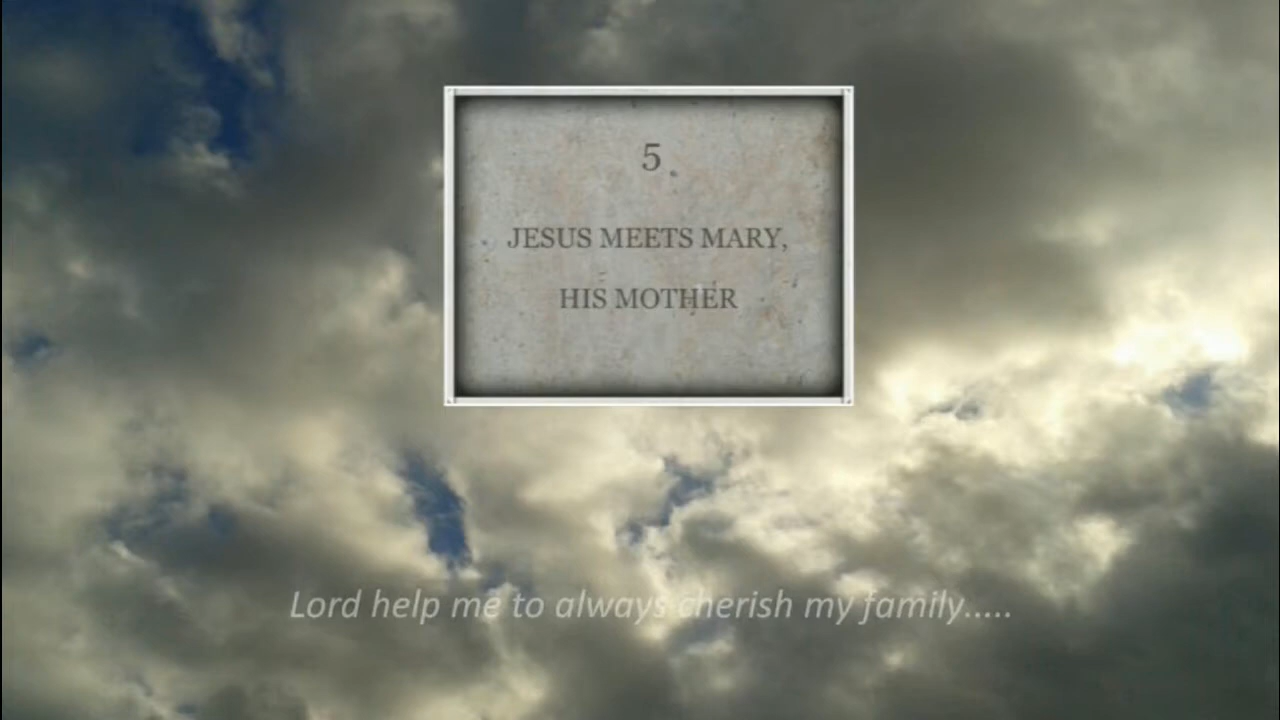 5
JESUS MEETS MARY,
HIS MOTHER
Lord help me to always cherish my family.....